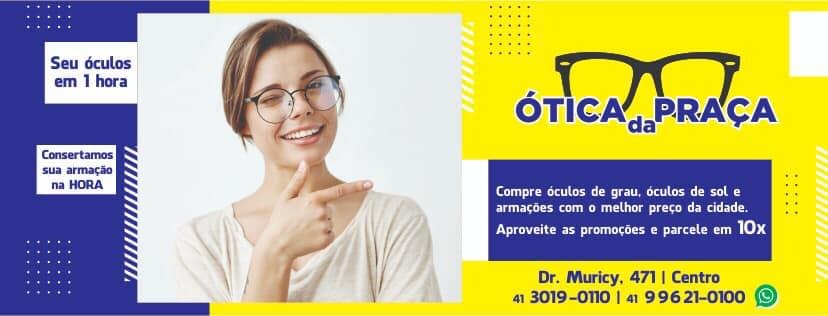 Seu óculos
em 1 hora
Consertamos
sua armação
na HORA
ÓTICA da PRAÇA
Compre óculos de grau, óculos de sol e
armações com o melhor preço da cidade.
Aproveite as promoções e parcele em 10x
Dr. Muricy, 471 | Centro
41 3019-0110 | 41 99621-0100